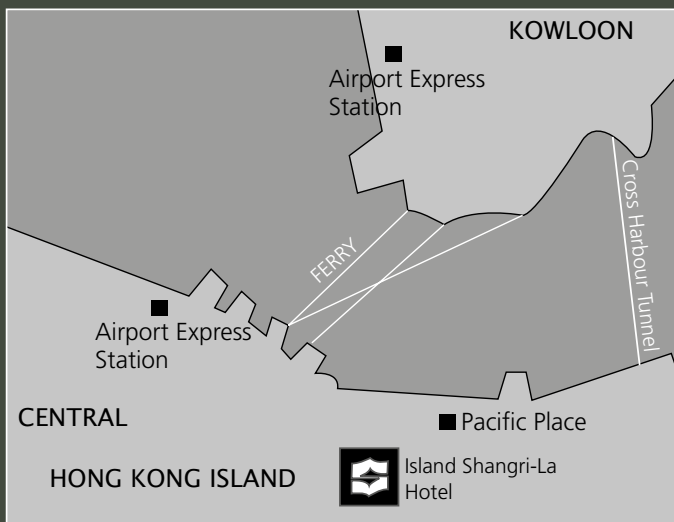 KOWLOON
Airport Express
Station
Cross Harbour Tunnel
FERRY
Airport Express
Station
CENTRAL
Pacific Place
HONG KONG ISLAND
Island Shangri-La
Hotel